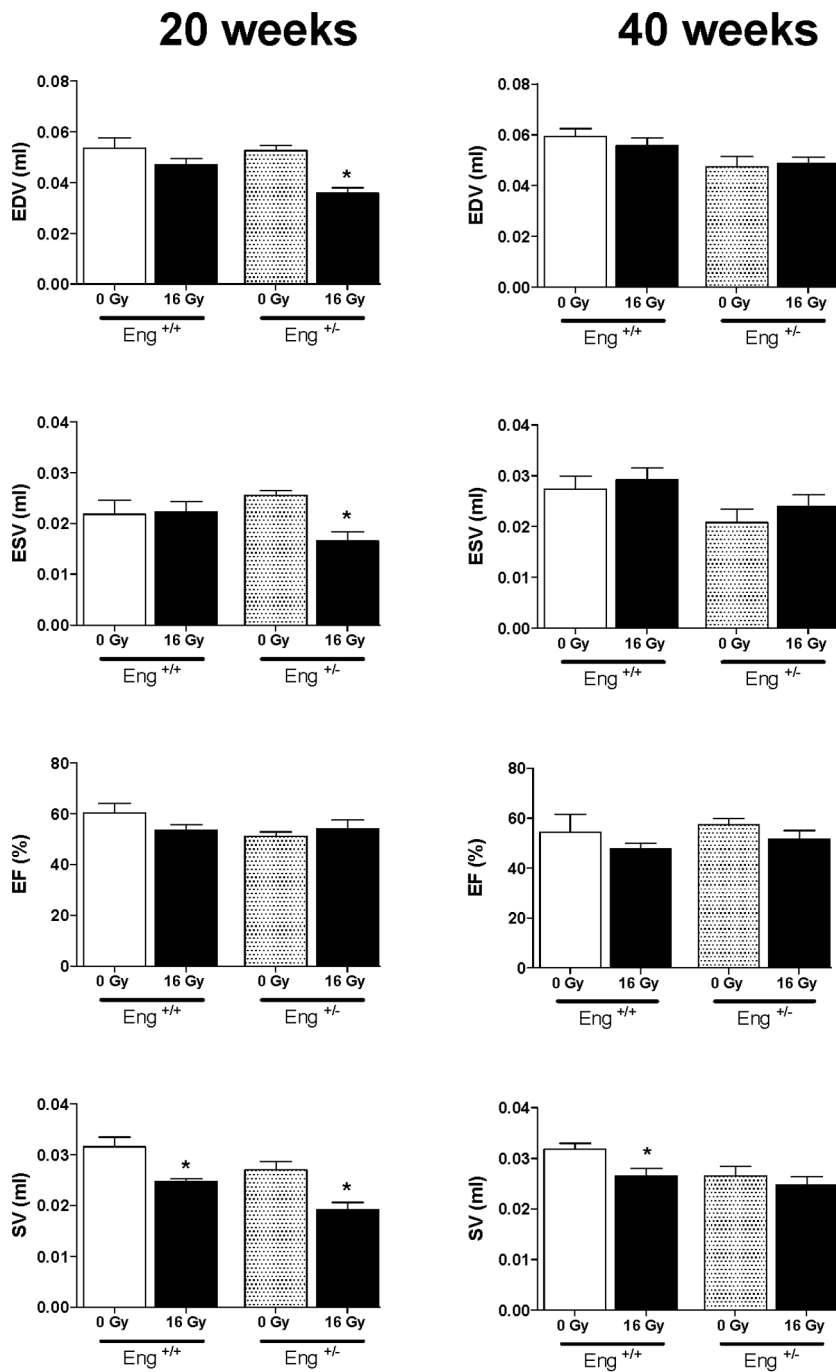 20 weeks
40 weeks
EDV (ml)
0.08
0.06
0.04
0.02
0.00
0 Gy 16 Gy 0 Gy 16 Gy
*
Eng +/+ Eng +/-
EDV (ml)
0.08
0.06
0.04
0.02
0.00
0 Gy 16 Gy 0 Gy 16 Gy
Eng +/+ Eng +/-
ESV (ml)
0.04
0.03
0.02
0.01
0.00
*
0 Gy 16 Gy 0 Gy 16 Gy
Eng +/+ Eng +/-
ESV (ml)
0.04
0.03
0.02
0.01
0.00
0 Gy 16 Gy 0 Gy 16 Gy
Eng +/+ Eng +/-
EF (%)
80
60
40
20
0
0 Gy 16 Gy 0 Gy 16 Gy
Eng +/+ Eng +/-
EF (%)
80
60
40
20
0
0 Gy 16 Gy 0 Gy 16 Gy
Eng +/+ Eng +/-
SV (ml)
0.04
0.03
0.02
0.01
0.00
* *
0 Gy 16 Gy 0 Gy 16 Gy
Eng +/+ Eng +/-
SV (ml)
0.04
0.03
0.02
0.01
0.00
*
0 Gy 16 Gy 0 Gy 16 Gy
Eng +/+ Eng +/-